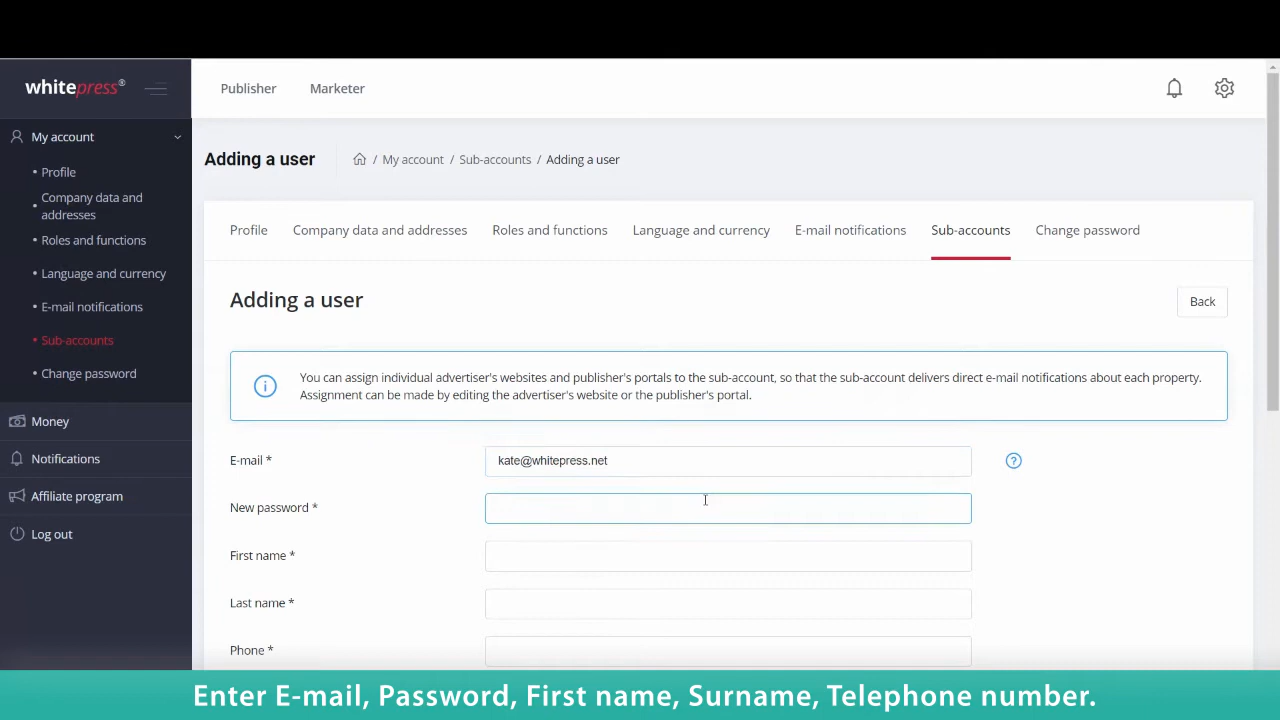 whitepress®
Publisher
Marketer
My account
Profile
Company data and
addresses
Roles and functions
Language and currency
E-mail notifications
Sub-accounts
Change password
Money
Notifications
Affiliate program
Log out
Adding a user
/ My account / Sub-accounts / Adding a user
Profile
Company data and addresses
Roles and functions
Language and currency
E-mail notifications
Sub-accounts
Change password
Adding a user
Back
You can assign individual advertiser's websites and publisher's portals to the sub-account, so that the sub-account delivers direct e-mail notifications about each property.
Assignment can be made by editing the advertiser's website or the publisher's portal.
E-mail *
kate@whitepress.net
New password *
First name *
Last name *
Phone *
Enter E-mail, Password, First name, Surname, Telephone number.